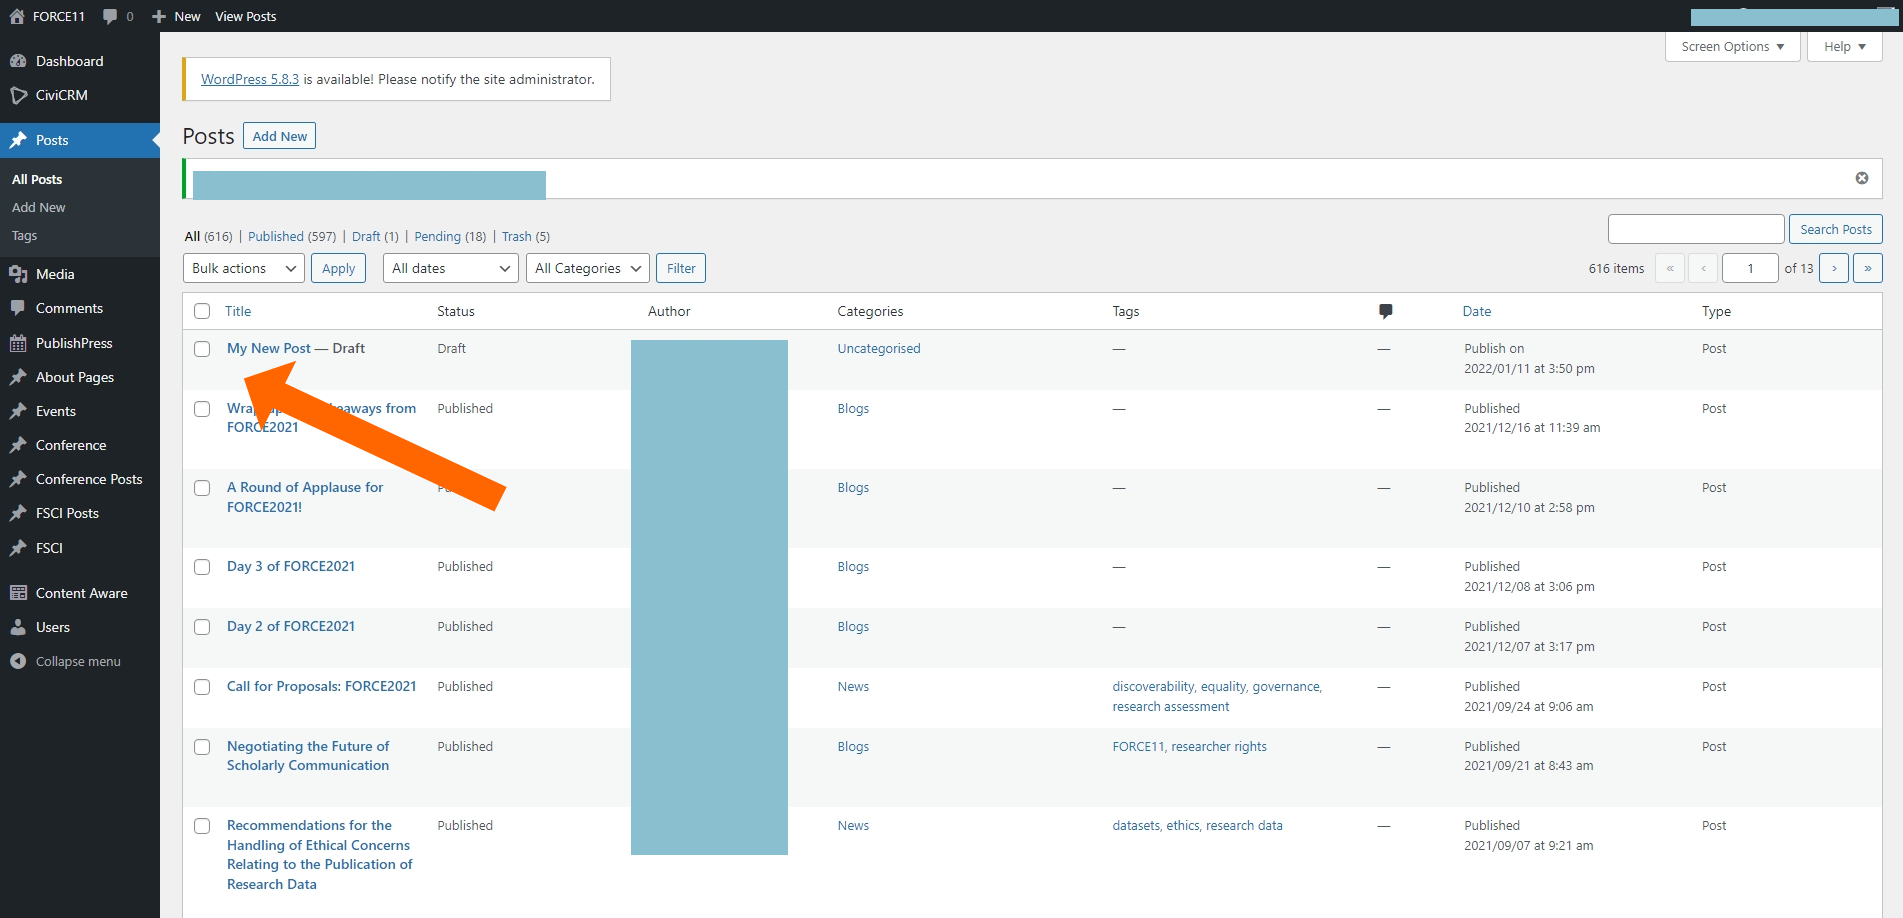 FORCE11 0 New View Posts
Screen Options Help
Dashboard
CiviCRM
Posts
All Posts
Add New
Tags
Media
Comments
PublishPress
About Pages
Events
Conference
Conference Posts
FSCI Posts
FSCI
Content Aware
Users
Collapse menu
WordPress 5.8.3 is available! Please notify the site administrator.
Posts Add New
All (616) | Published (597) | Draft (1) | Pending (18) | Trash (5)
Search Posts
Bulk actions Apply All dates All Categories Filter
616 items « ‹ 1 of 13 › »
Title Status Author Categories Tags Date Type
My New Post — Draft Draft Uncategorised — — Publish on Post
2022/01/11 at 3:50 pm
from Published Blogs — — Published Post
FORCE2021 2021/12/16 at 11:39 am
A Round of Applause for Blogs — — Published Post
FORCE2021! 2021/12/10 at 2:58 pm
Day 3 of FORCE2021 Published Blogs — — Published Post
2021/12/08 at 3:06 pm
Day 2 of FORCE2021 Published Blogs — — Published Post
2021/12/07 at 3:17 pm
Call for Proposals: FORCE2021 Published News discoverability, equality, governance, — Published Post
research assessment 2021/09/24 at 9:06 am
Negotiating the Future of Published Blogs FORCE11, researcher rights — Published Post
Scholarly Communication 2021/09/21 at 8:43 am
Recommendations for the Published News datasets, ethics, research data — Published Post
Handling of Ethical Concerns 2021/09/07 at 9:21 am
Relating to the Publication of
Research Data